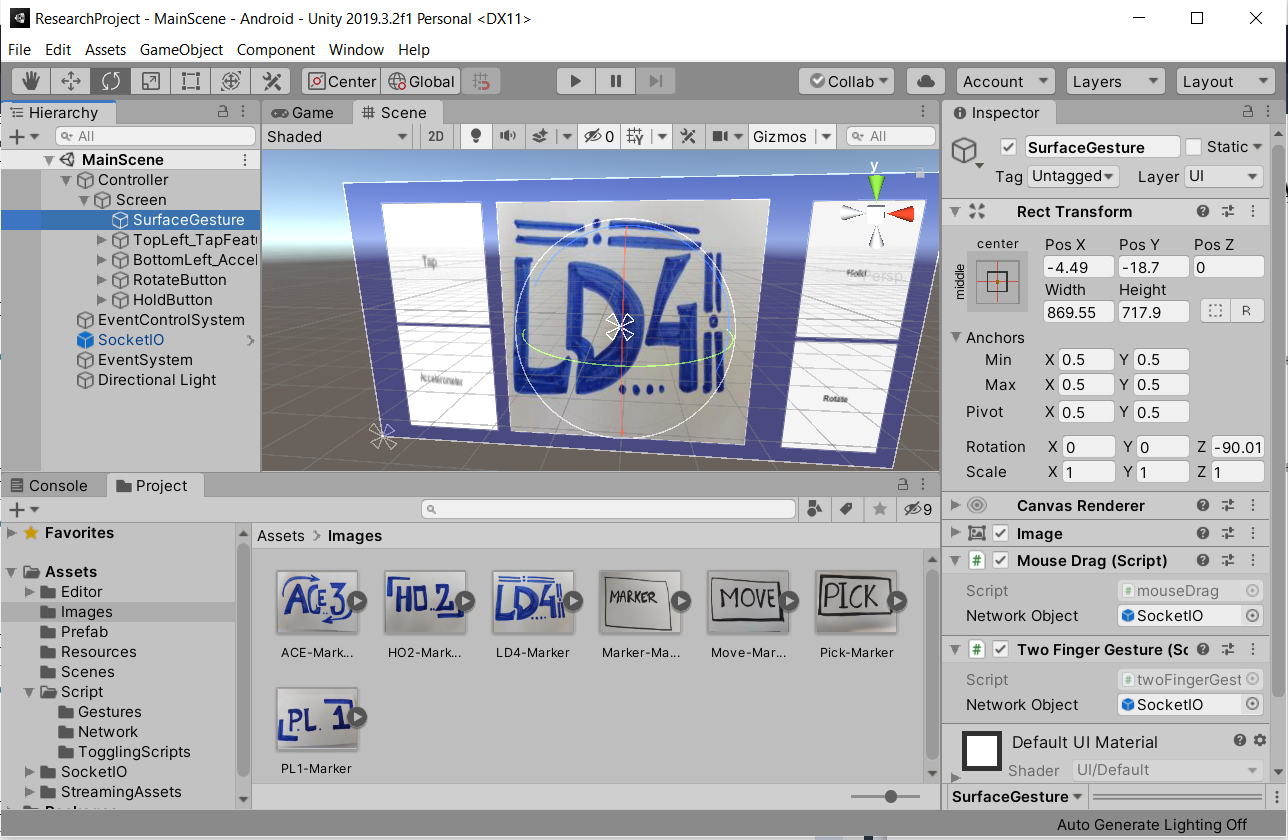 ResearchProject - MainScene - Android - Unity 2019.3.2f1 Personal <DX11>
File Edit Assets GameObject Component Window Help
Center Global Collab Account Layers Layout
Hierarchy
All
MainScene
Controller
Screen
SurfaceGesture
TopLeft_TapFeat
BottomLeft_Accel
RotateButton
HoldButton
EventControlSystem
SocketIO
EventSystem
Directional Light
Game Scene
Shaded 2D 0 Gizmos All
y
Persp
Tap
Accelerometer
LD4
Hold
Rotate
Inspector
SurfaceGesture Static
Tag Untagged Layer UI
Rect Transform
center Pos X Pos Y Pos Z
middle -4.49 -18.7 0
Width Height
869.55 717.9 R
Anchors
Min X 0.5 Y 0.5
Max X 0.5 Y 0.5
Pivot X 0.5 Y 0.5
Rotation X 0 Y 0 Z -90.01
Scale X 1 Y 1 Z 1
Canvas Renderer
Image
# Mouse Drag (Script)
Script # mouseDrag
Network Object SocketIO
# Two Finger Gesture (Sc
Script # twoFingerGest
Network Object SocketIO
Default UI Material
Shader UI/Default
SurfaceGesture
Console Project
9
Favorites
Assets
Editor
Images
Prefab
Resources
Scenes
Script
Gestures
Network
TogglingScripts
SocketIO
StreamingAssets
Packages
Assets > Images
ACE 3 HO 2 LD4 MARKER MOVE PICK
ACE-Mark... HO2-Mark... LD4-Marker Marker-Ma... Move-Mar... Pick-Marker
PL 1
PL1-Marker
Auto Generate Lighting Off